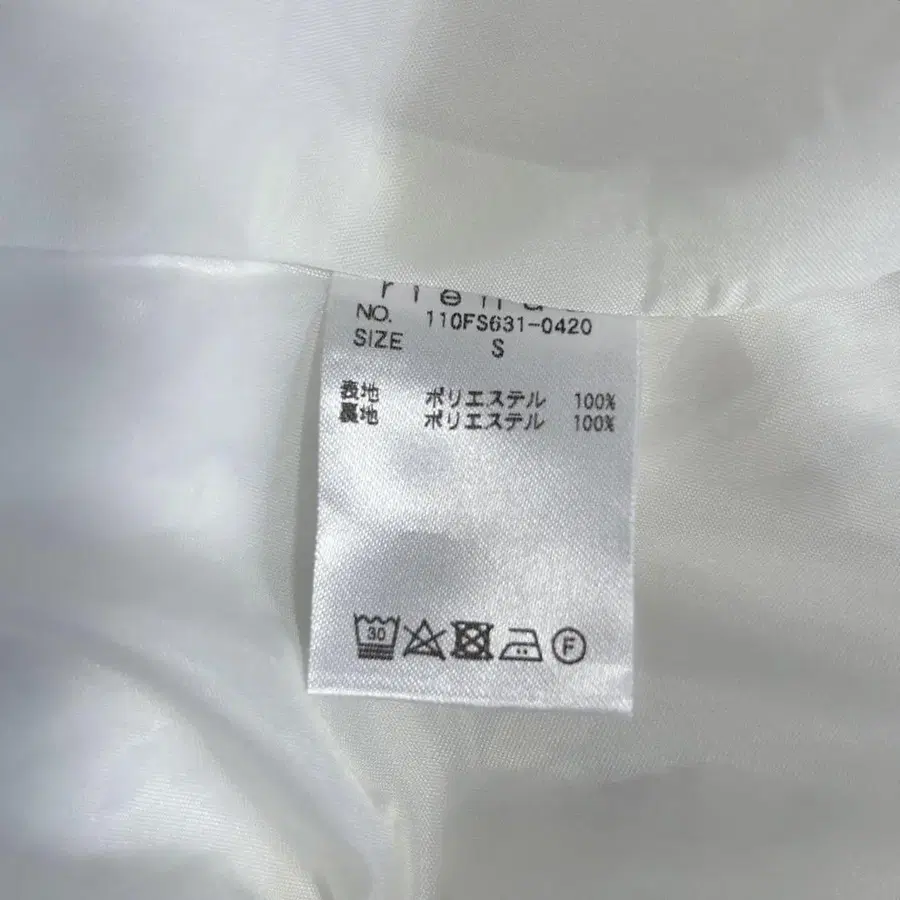 NO. 110FS631-0420
SIZE S
表地 ポリエステル 100%
裏地 ポリエステル 100%
30
F